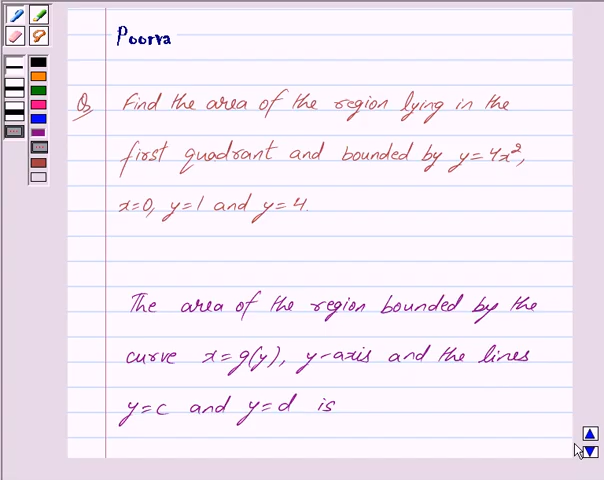 Poorva
Q Find the area of the region lying in the
first quadrant and bounded by y=4x²,
x=0, y=1 and y=4.
The area of the region bounded by the
curve x=g(y), y-axis and the lines
y=c and y=d is